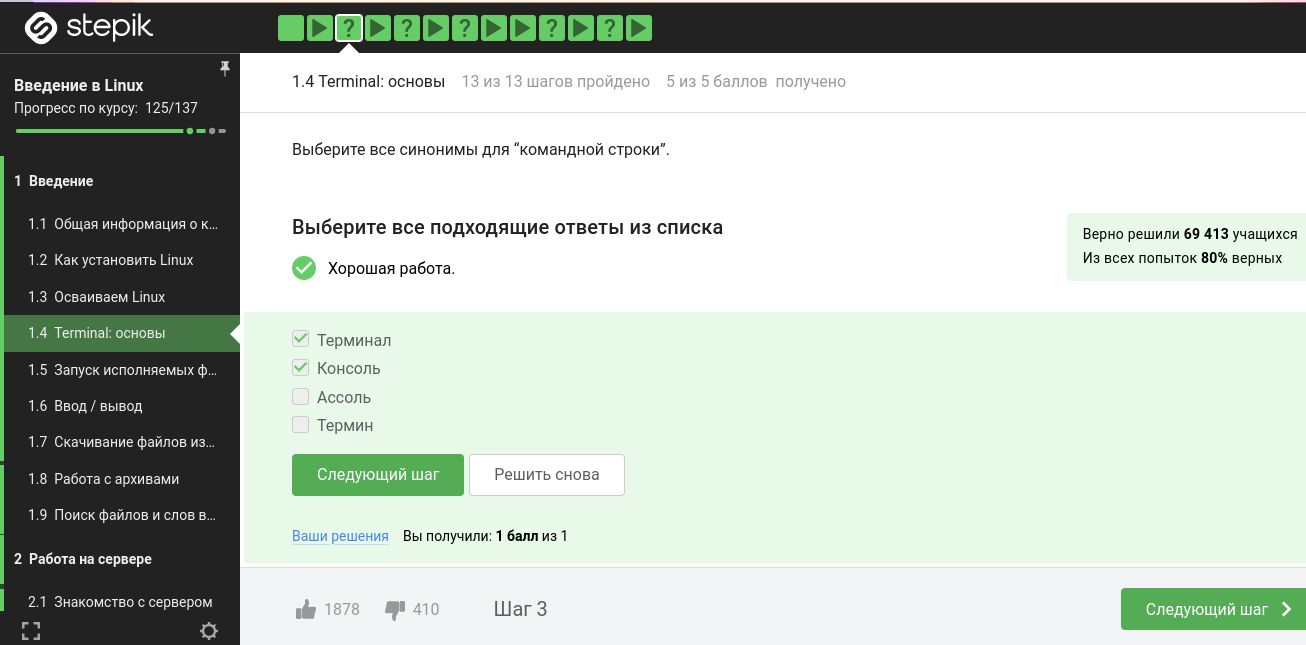 stepik
? ? ? ? ?
Введение в Linux
Прогресс по курсу: 125/137
1 Введение
1.1 Общая информация о к...
1.2 Как установить Linux
1.3 Осваиваем Linux
1.4 Terminal: основы
1.5 Запуск исполняемых ф...
1.6 Ввод / вывод
1.7 Скачивание файлов из...
1.8 Работа с архивами
1.9 Поиск файлов и слов в...
2 Работа на сервере
2.1 Знакомство с сервером
1.4 Terminal: основы 13 из 13 шагов пройдено 5 из 5 баллов получено
Выберите все синонимы для “командной строки”.
Выберите все подходящие ответы из списка
Хорошая работа.
Верно решили 69 413 учащихся
Из всех попыток 80% верных
Терминал
Консоль
Ассоль
Термин
Следующий шаг Решить снова
Ваши решения Вы получили: 1 балл из 1
1878 410 Шаг 3 Следующий шаг